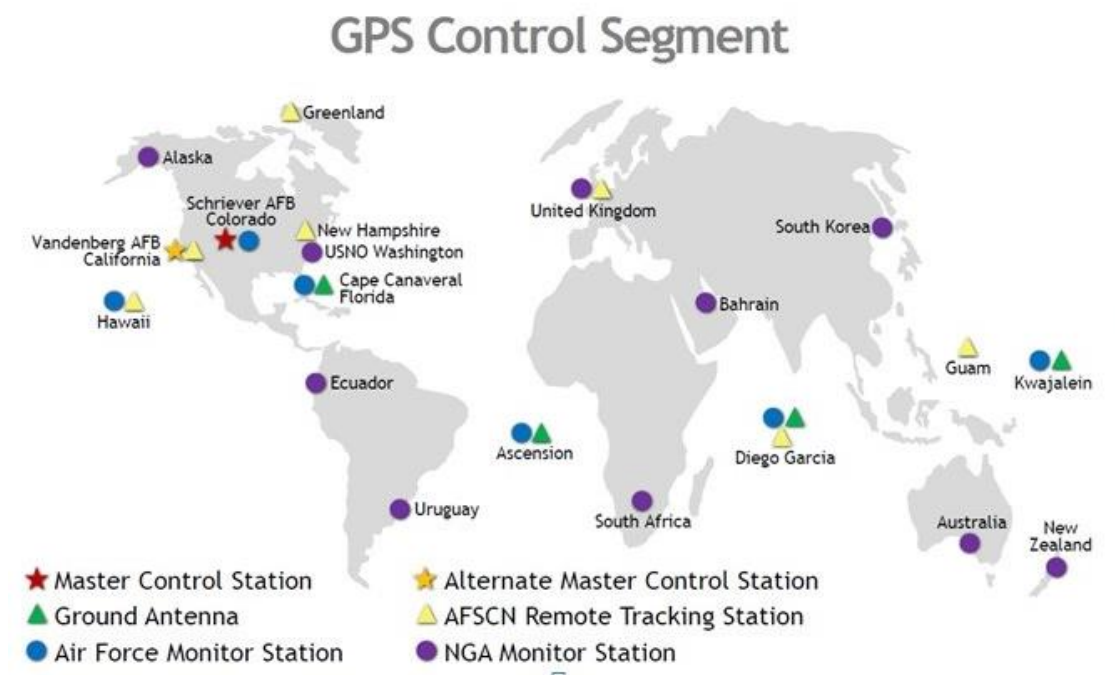 GPS Control Segment
Greenland
Alaska
Schriever AFB
Colorado
Vandenberg AFB
California
New Hampshire
USNO Washington
Cape Canaveral
Florida
Hawaii
United Kingdom
South Korea
Bahrain
Guam
Kwajalein
Ecuador
Ascension
Diego Garcia
Uruguay
South Africa
Australia
New
Zealand
Master Control Station
Alternate Master Control Station
Ground Antenna
AFSCN Remote Tracking Station
Air Force Monitor Station
NGA Monitor Station